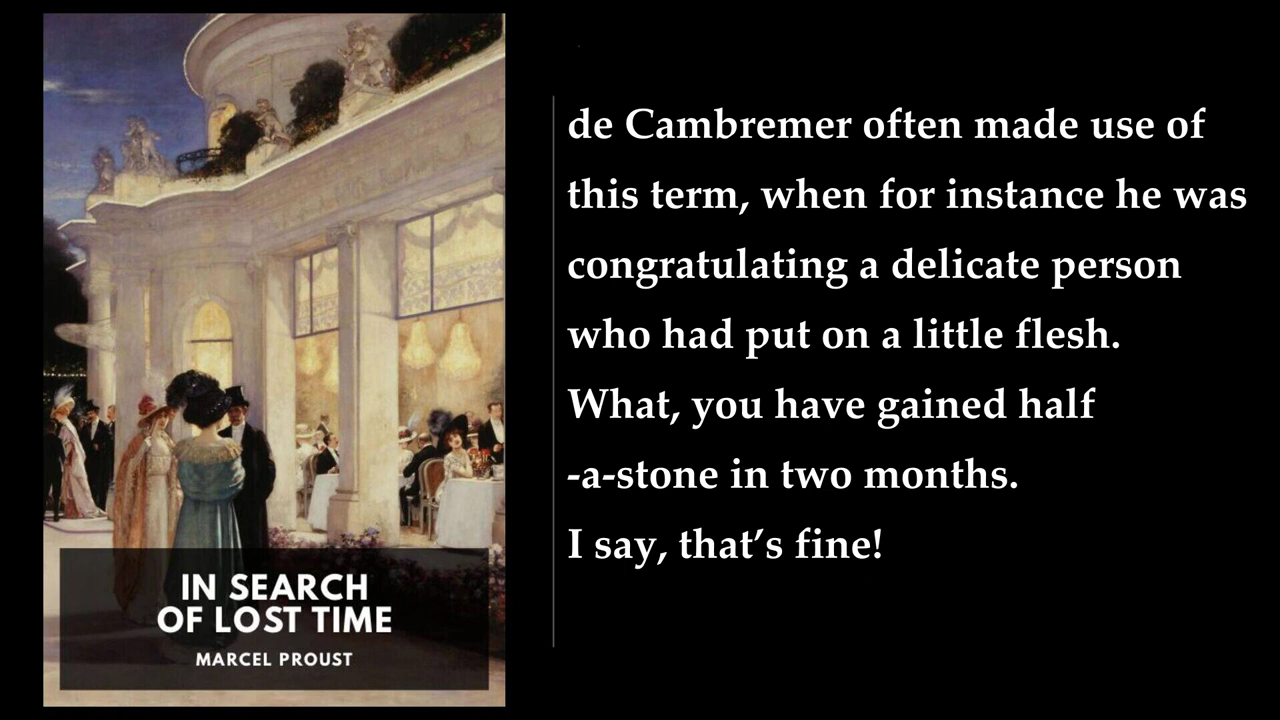 IN SEARCH
OF LOST TIME
MARCEL PROUST
de Cambremer often made use of
this term, when for instance he was
congratulating a delicate person
who had put on a little flesh.
What, you have gained half
-a-stone in two months.
I say, that’s fine!